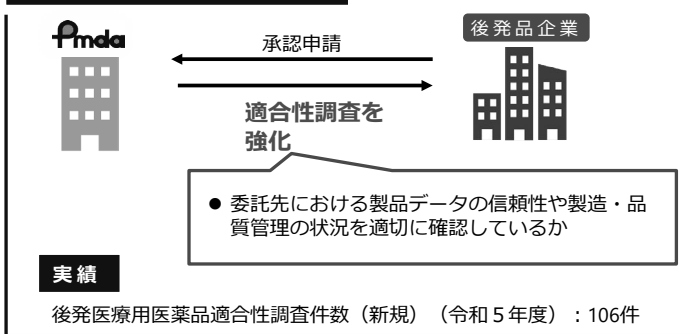 Pmda
後発品企業
承認申請
適合性調査を
強化
● 委託先における製品データの信頼性や製造・品
質管理の状況を適切に確認しているか
実績
後発医療用医薬品適合性調査件数（新規）（令和５年度）：106件